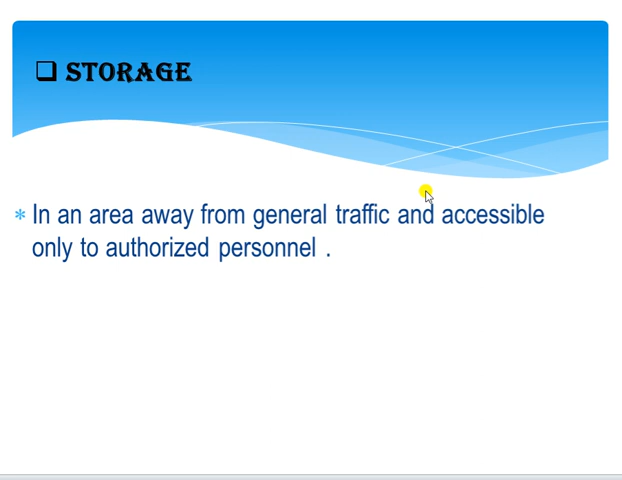 ❑ STORAGE
* In an area away from general traffic and accessible
only to authorized personnel .